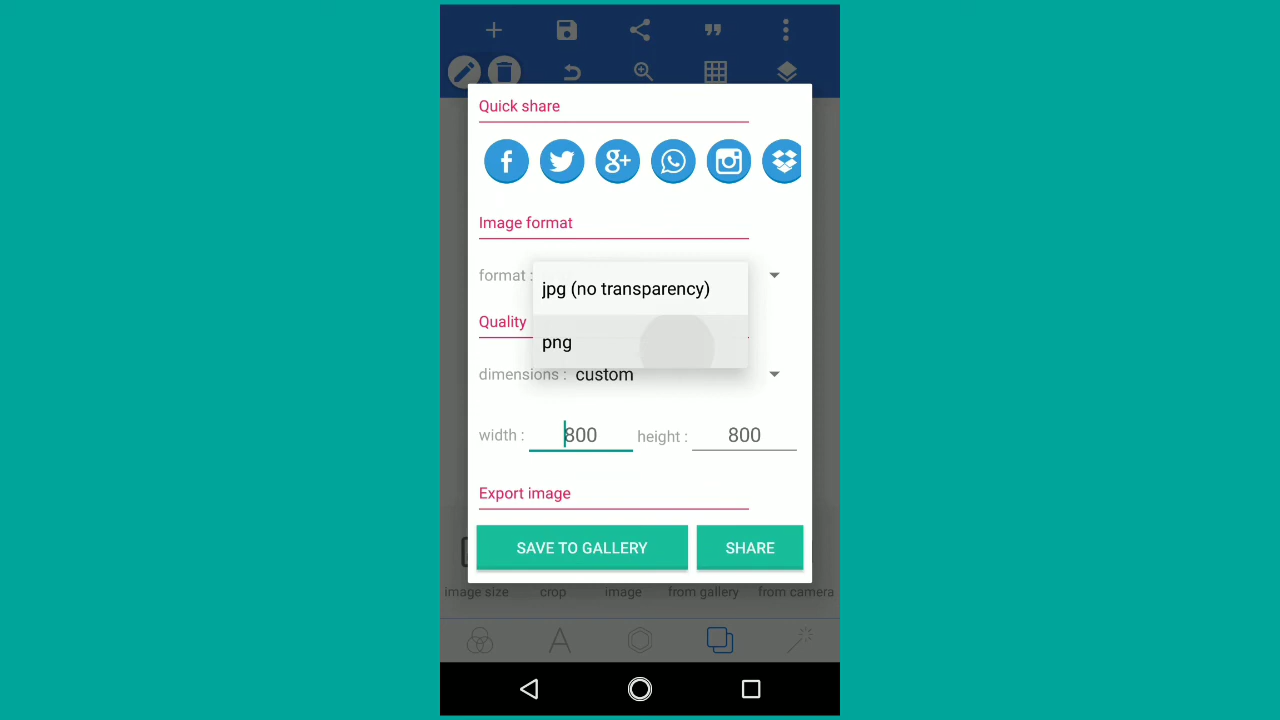 Quick share
Image format
format :
jpg (no transparency)
Quality
png
dimensions : custom
width : 800 height : 800
Export image
SAVE TO GALLERY SHARE
image size crop image from gallery from camera